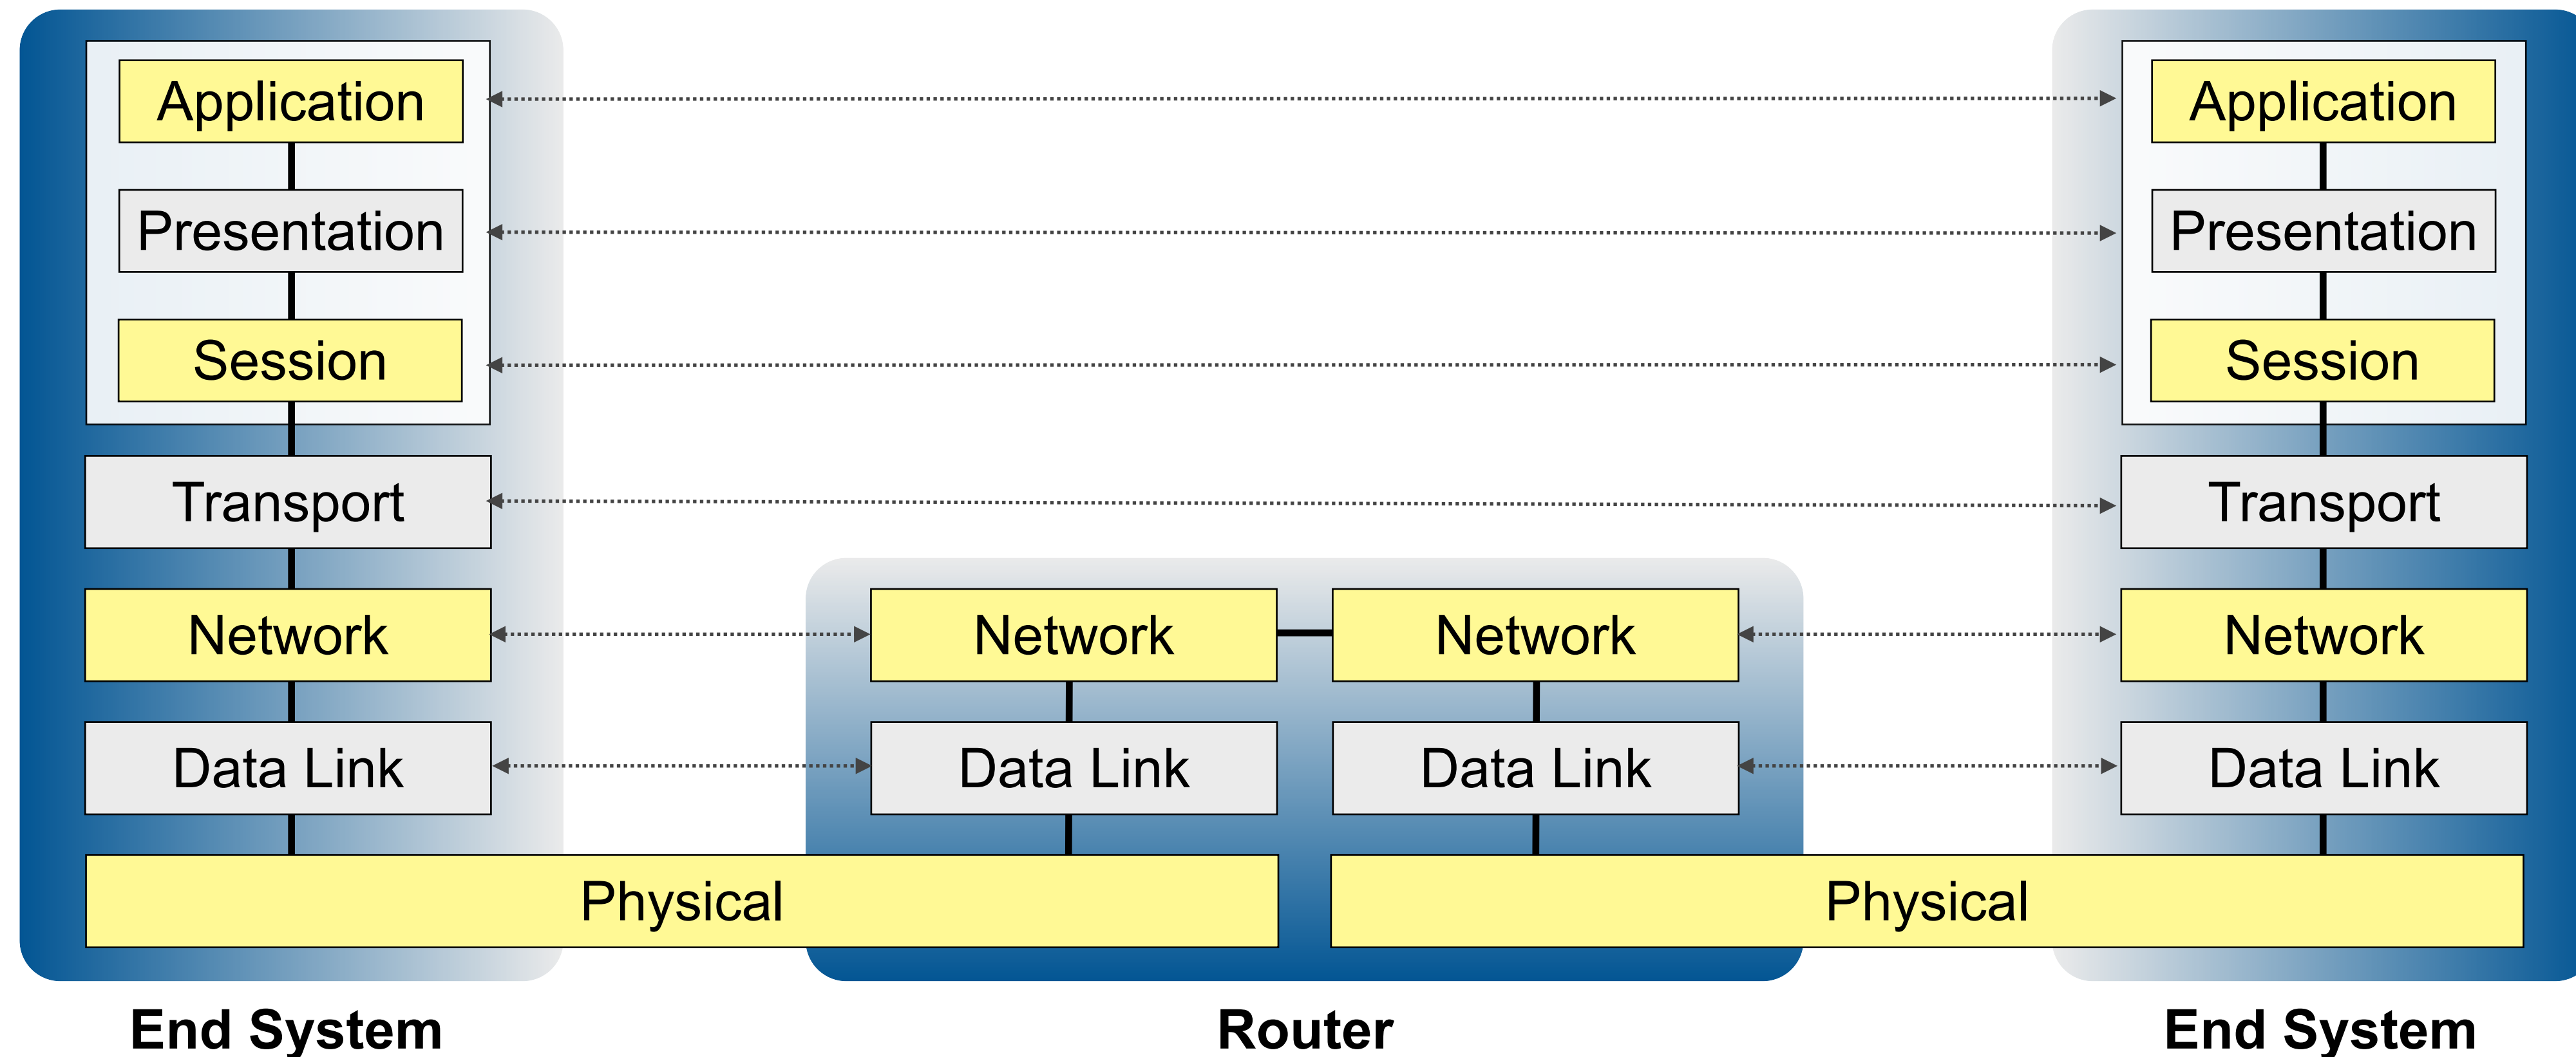 Application
Application
Presentation
Presentation
Session
Session
Transport
Transport
Network
Network
Network
Network
Data Link
Data Link
Data Link
Data Link
Physical
Physical
End System
Router
End System